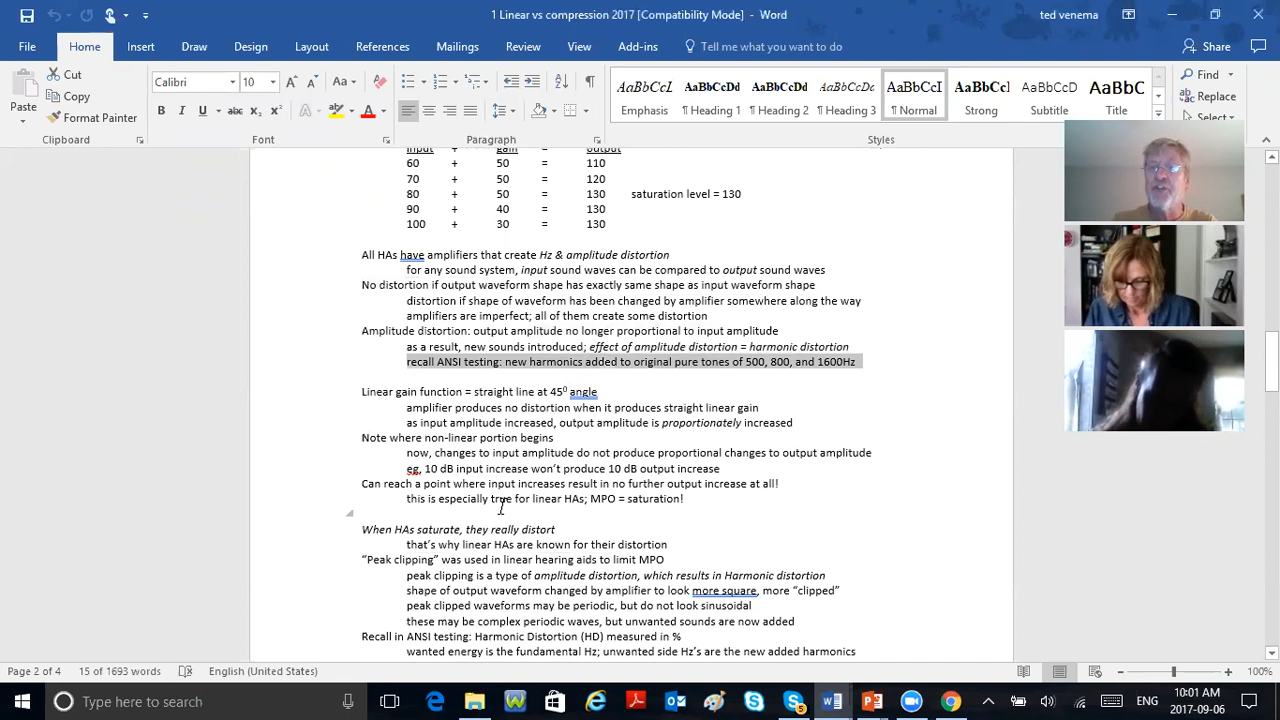 1 Linear vs compression 2017 [Compatibility Mode] - Word
ted venema
File Home Insert Draw Design Layout References Mailings Review View Add-ins Tell me what you want to do Share
Paste
Cut
Copy
Format Painter
Calibri 10
Aa
B I U abc X₂ X² A
AaBbCcL AaBbCcDd AaBbCcDd AaBbCcDc AaBbCcI AaBbCc AaBbCcD AaBbC
Emphasis ¶ Heading 1 ¶ Heading 2 ¶ Heading 3 ¶ Normal Strong Subtitle Title
Find
Replace
Select
Clipboard Font Paragraph Styles
input + gain = output
60 + 50 = 110
70 + 50 = 120
80 + 50 = 130 saturation level = 130
90 + 40 = 130
100 + 30 = 130
All HAs have amplifiers that create Hz & amplitude distortion
for any sound system, input sound waves can be compared to output sound waves
No distortion if output waveform shape has exactly same shape as input waveform shape
distortion if shape of waveform has been changed by amplifier somewhere along the way
amplifiers are imperfect; all of them create some distortion
Amplitude distortion: output amplitude no longer proportional to input amplitude
as a result, new sounds introduced; effect of amplitude distortion = harmonic distortion
recall ANSI testing: new harmonics added to original pure tones of 500, 800, and 1600Hz
Linear gain function = straight line at 45⁰ angle
amplifier produces no distortion when it produces straight linear gain
as input amplitude increased, output amplitude is proportionately increased
Note where non-linear portion begins
now, changes to input amplitude do not produce proportional changes to output amplitude
eg, 10 dB input increase won't produce 10 dB output increase
Can reach a point where input increases result in no further output increase at all!
this is especially true for linear HAs; MPO = saturation!
When HAs saturate, they really distort
that's why linear HAs are known for their distortion
“Peak clipping” was used in linear hearing aids to limit MPO
peak clipping is a type of amplitude distortion, which results in Harmonic distortion
shape of output waveform changed by amplifier to look more square, more “clipped”
peak clipped waveforms may be periodic, but do not look sinusoidal
these may be complex periodic waves, but unwanted sounds are now added
Recall in ANSI testing: Harmonic Distortion (HD) measured in %
wanted energy is the fundamental Hz; unwanted side Hz's are the new added harmonics
Page 2 of 4 15 of 1693 words English (United States) 100%
Type here to search
ENG
10:01 AM
2017-09-06